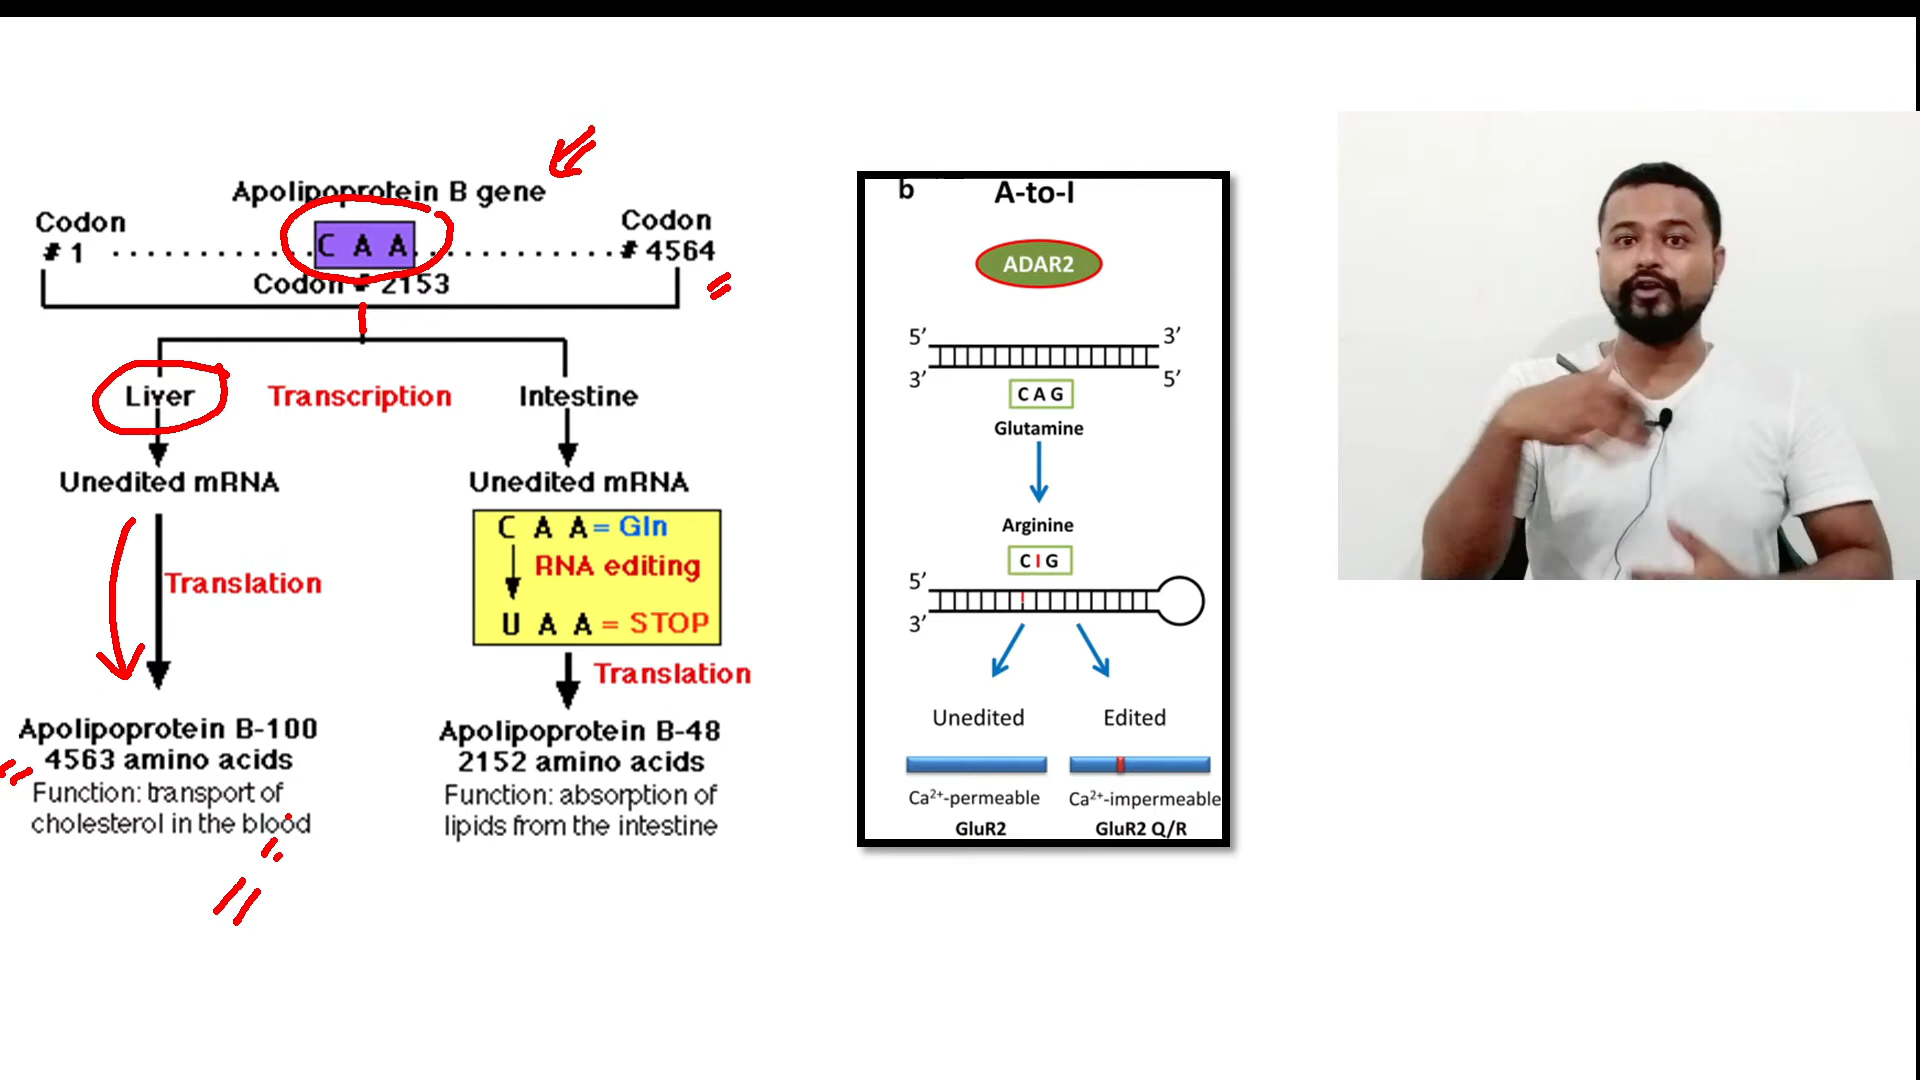 Apolipoprotein B gene
Codon
# 1
C A A
Codon
# 4564
Codon # 2153
Liver
Transcription
Intestine
Unedited mRNA
Unedited mRNA
C A A = Gln
RNA editing
U A A = STOP
Translation
Translation
Apolipoprotein B-100
4563 amino acids
Function: transport of
cholesterol in the blood
Apolipoprotein B-48
2152 amino acids
Function: absorption of
lipids from the intestine
b
A-to-I
ADAR2
5’ 3’
3’ 5’
C A G
Glutamine
Arginine
C I G
5’
3’
Unedited
Edited
Ca²⁺-permeable
Ca²⁺-impermeable
GluR2
GluR2 Q/R